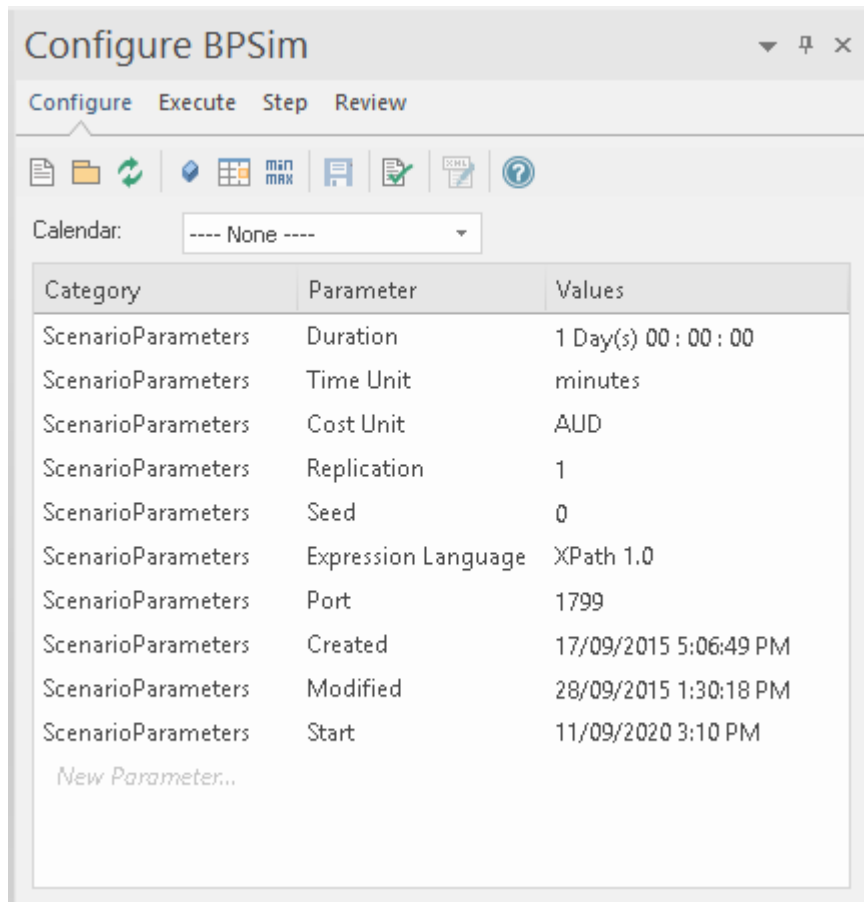 Configure BPSim
Configure Execute Step Review
min
max
XML
?
Calendar: ---- None ----
Category Parameter Values
ScenarioParameters Duration 1 Day(s) 00 : 00 : 00
ScenarioParameters Time Unit minutes
ScenarioParameters Cost Unit AUD
ScenarioParameters Replication 1
ScenarioParameters Seed 0
ScenarioParameters Expression Language XPath 1.0
ScenarioParameters Port 1799
ScenarioParameters Created 17/09/2015 5:06:49 PM
ScenarioParameters Modified 28/09/2015 1:30:18 PM
ScenarioParameters Start 11/09/2020 3:10 PM
New Parameter...